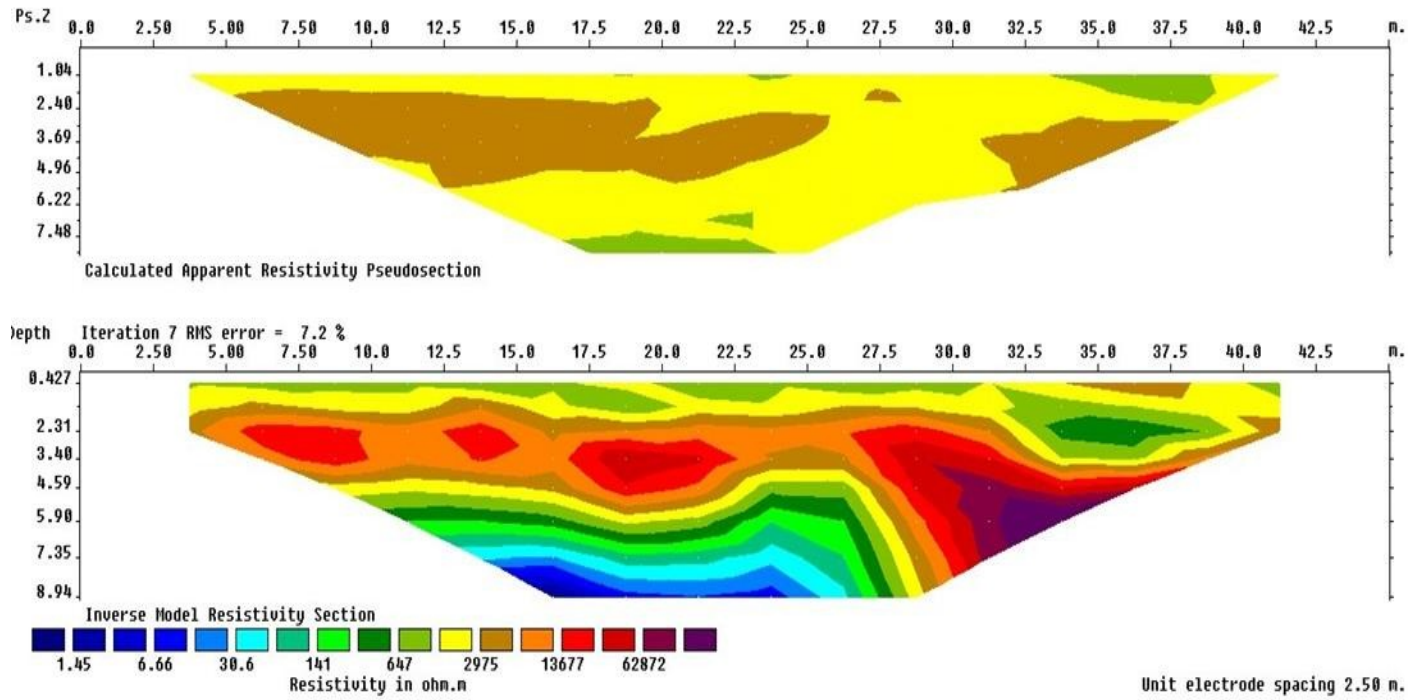 Ps.Z
0.0 2.50 5.00 7.50 10.0 12.5 15.0 17.5 20.0 22.5 25.0 27.5 30.0 32.5 35.0 37.5 40.0 42.5 m.
1.04
2.40
3.69
4.96
6.22
7.48
Calculated Apparent Resistivity Pseudosection
epth Iteration 7 RMS error = 7.2 %
0.0 2.50 5.00 7.50 10.0 12.5 15.0 17.5 20.0 22.5 25.0 27.5 30.0 32.5 35.0 37.5 40.0 42.5 m.
0.427
2.31
3.40
4.59
5.90
7.35
8.94
Inverse Model Resistivity Section
1.45 6.66 30.6 141 647 2975 13677 62872
Resistivity in ohm.m Unit electrode spacing 2.50 m.